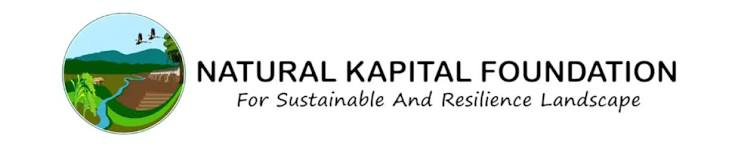 NATURAL KAPITAL FOUNDATION
For Sustainable And Resilience Landscape